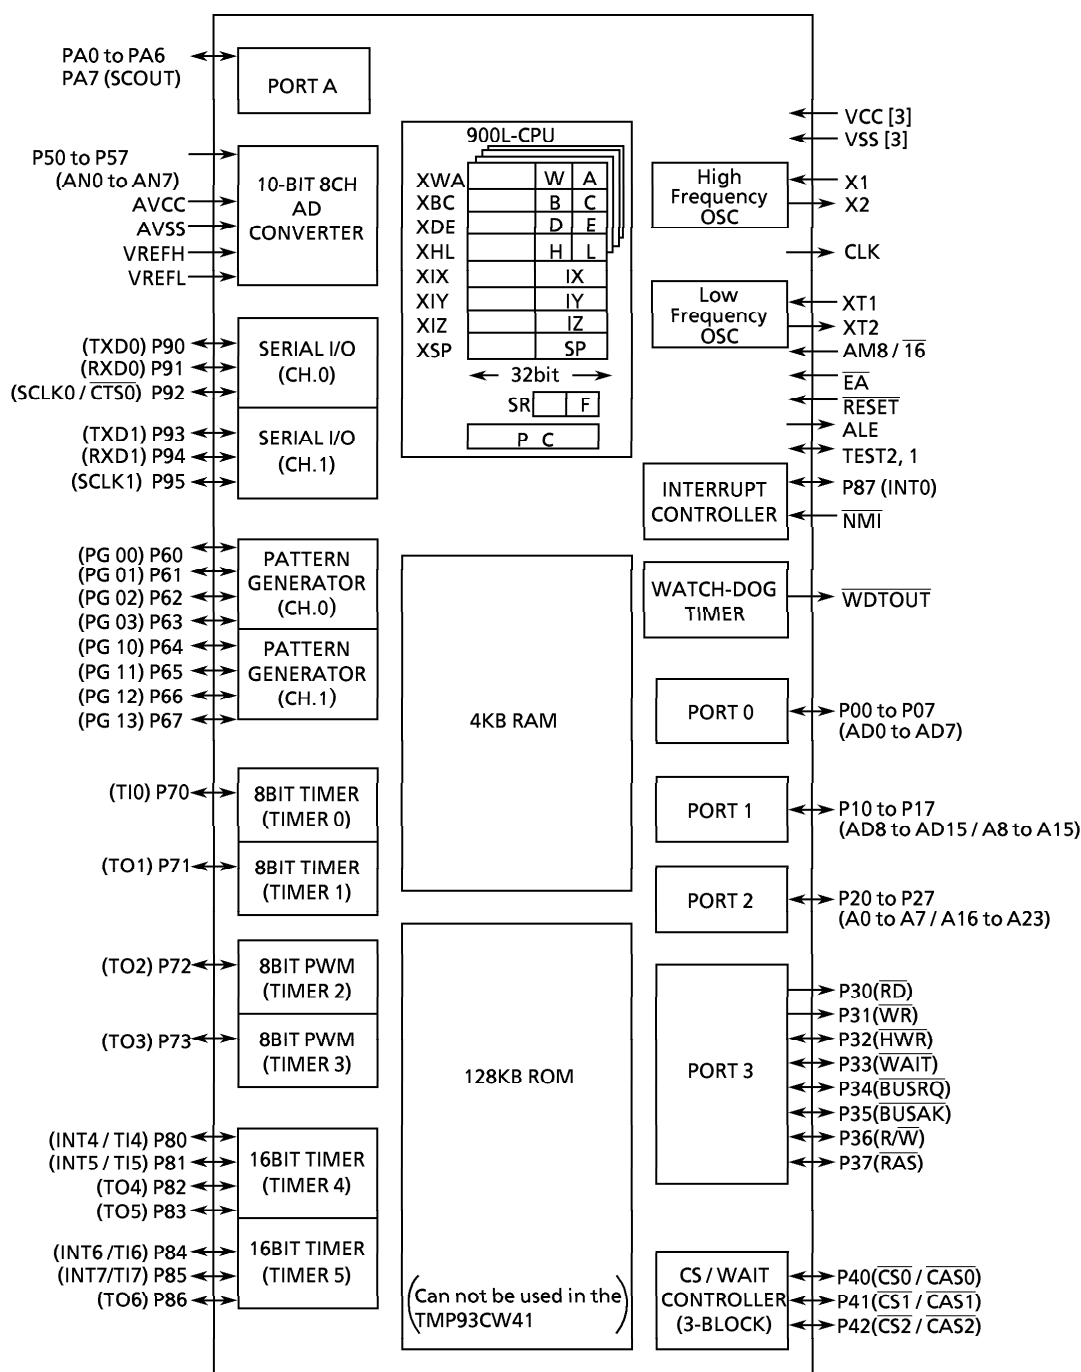 PA0 to PA6
PA7 (SCOUT)
PORT A
P50 to P57
(AN0 to AN7)
AVCC
AVSS
VREFH
VREFL
10-BIT 8CH
AD
CONVERTER
(TXD0) P90
(RXD0) P91
(SCLK0 / CTS0) P92
SERIAL I/O
(CH.0)
(TXD1) P93
(RXD1) P94
(SCLK1) P95
SERIAL I/O
(CH.1)
(PG 00) P60
(PG 01) P61
(PG 02) P62
(PG 03) P63
PATTERN
GENERATOR
(CH.0)
(PG 10) P64
(PG 11) P65
(PG 12) P66
(PG 13) P67
PATTERN
GENERATOR
(CH.1)
(TI0) P70
8BIT TIMER
(TIMER 0)
(TO1) P71
8BIT TIMER
(TIMER 1)
(TO2) P72
8BIT PWM
(TIMER 2)
(TO3) P73
8BIT PWM
(TIMER 3)
(INT4 / TI4) P80
(INT5 / TI5) P81
(TO4) P82
(TO5) P83
16BIT TIMER
(TIMER 4)
(INT6 /TI6) P84
(INT7/TI7) P85
(TO6) P86
16BIT TIMER
(TIMER 5)
900L-CPU
XWA W A
XBC B C
XDE D E
XHL H L
XIX IX
XIY IY
XIZ IZ
XSP SP
32bit
SR F
P C
4KB RAM
128KB ROM
(Can not be used in the
TMP93CW41)
VCC [3]
VSS [3]
High
Frequency
OSC
X1
X2
CLK
Low
Frequency
OSC
XT1
XT2
AM8 / 16
EA
RESET
ALE
TEST2, 1
INTERRUPT
CONTROLLER
P87 (INT0)
NMI
WATCH-DOG
TIMER
WDTOUT
PORT 0
P00 to P07
(AD0 to AD7)
PORT 1
P10 to P17
(AD8 to AD15 / A8 to A15)
PORT 2
P20 to P27
(A0 to A7 / A16 to A23)
PORT 3
P30(RD)
P31(WR)
P32(HWR)
P33(WAIT)
P34(BUSRQ)
P35(BUSAK)
P36(R/W)
P37(RAS)
CS / WAIT
CONTROLLER
(3-BLOCK)
P40(CS0 / CAS0)
P41(CS1 / CAS1)
P42(CS2 / CAS2)